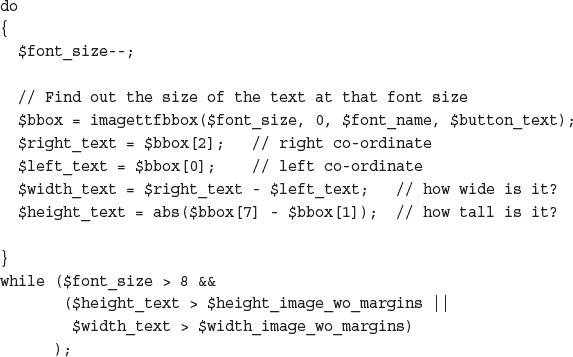 do
{
  $font_size--;

  // Find out the size of the text at that font size
  $bbox = imagettfbbox($font_size, 0, $font_name, $button_text);
  $right_text = $bbox[2];   // right co-ordinate
  $left_text = $bbox[0];    // left co-ordinate
  $width_text = $right_text - $left_text;   // how wide is it?
  $height_text = abs($bbox[7] - $bbox[1]);  // how tall is it?

}
while ($font_size > 8 &&
       ($height_text > $height_image_wo_margins ||
        $width_text > $width_image_wo_margins)
      );